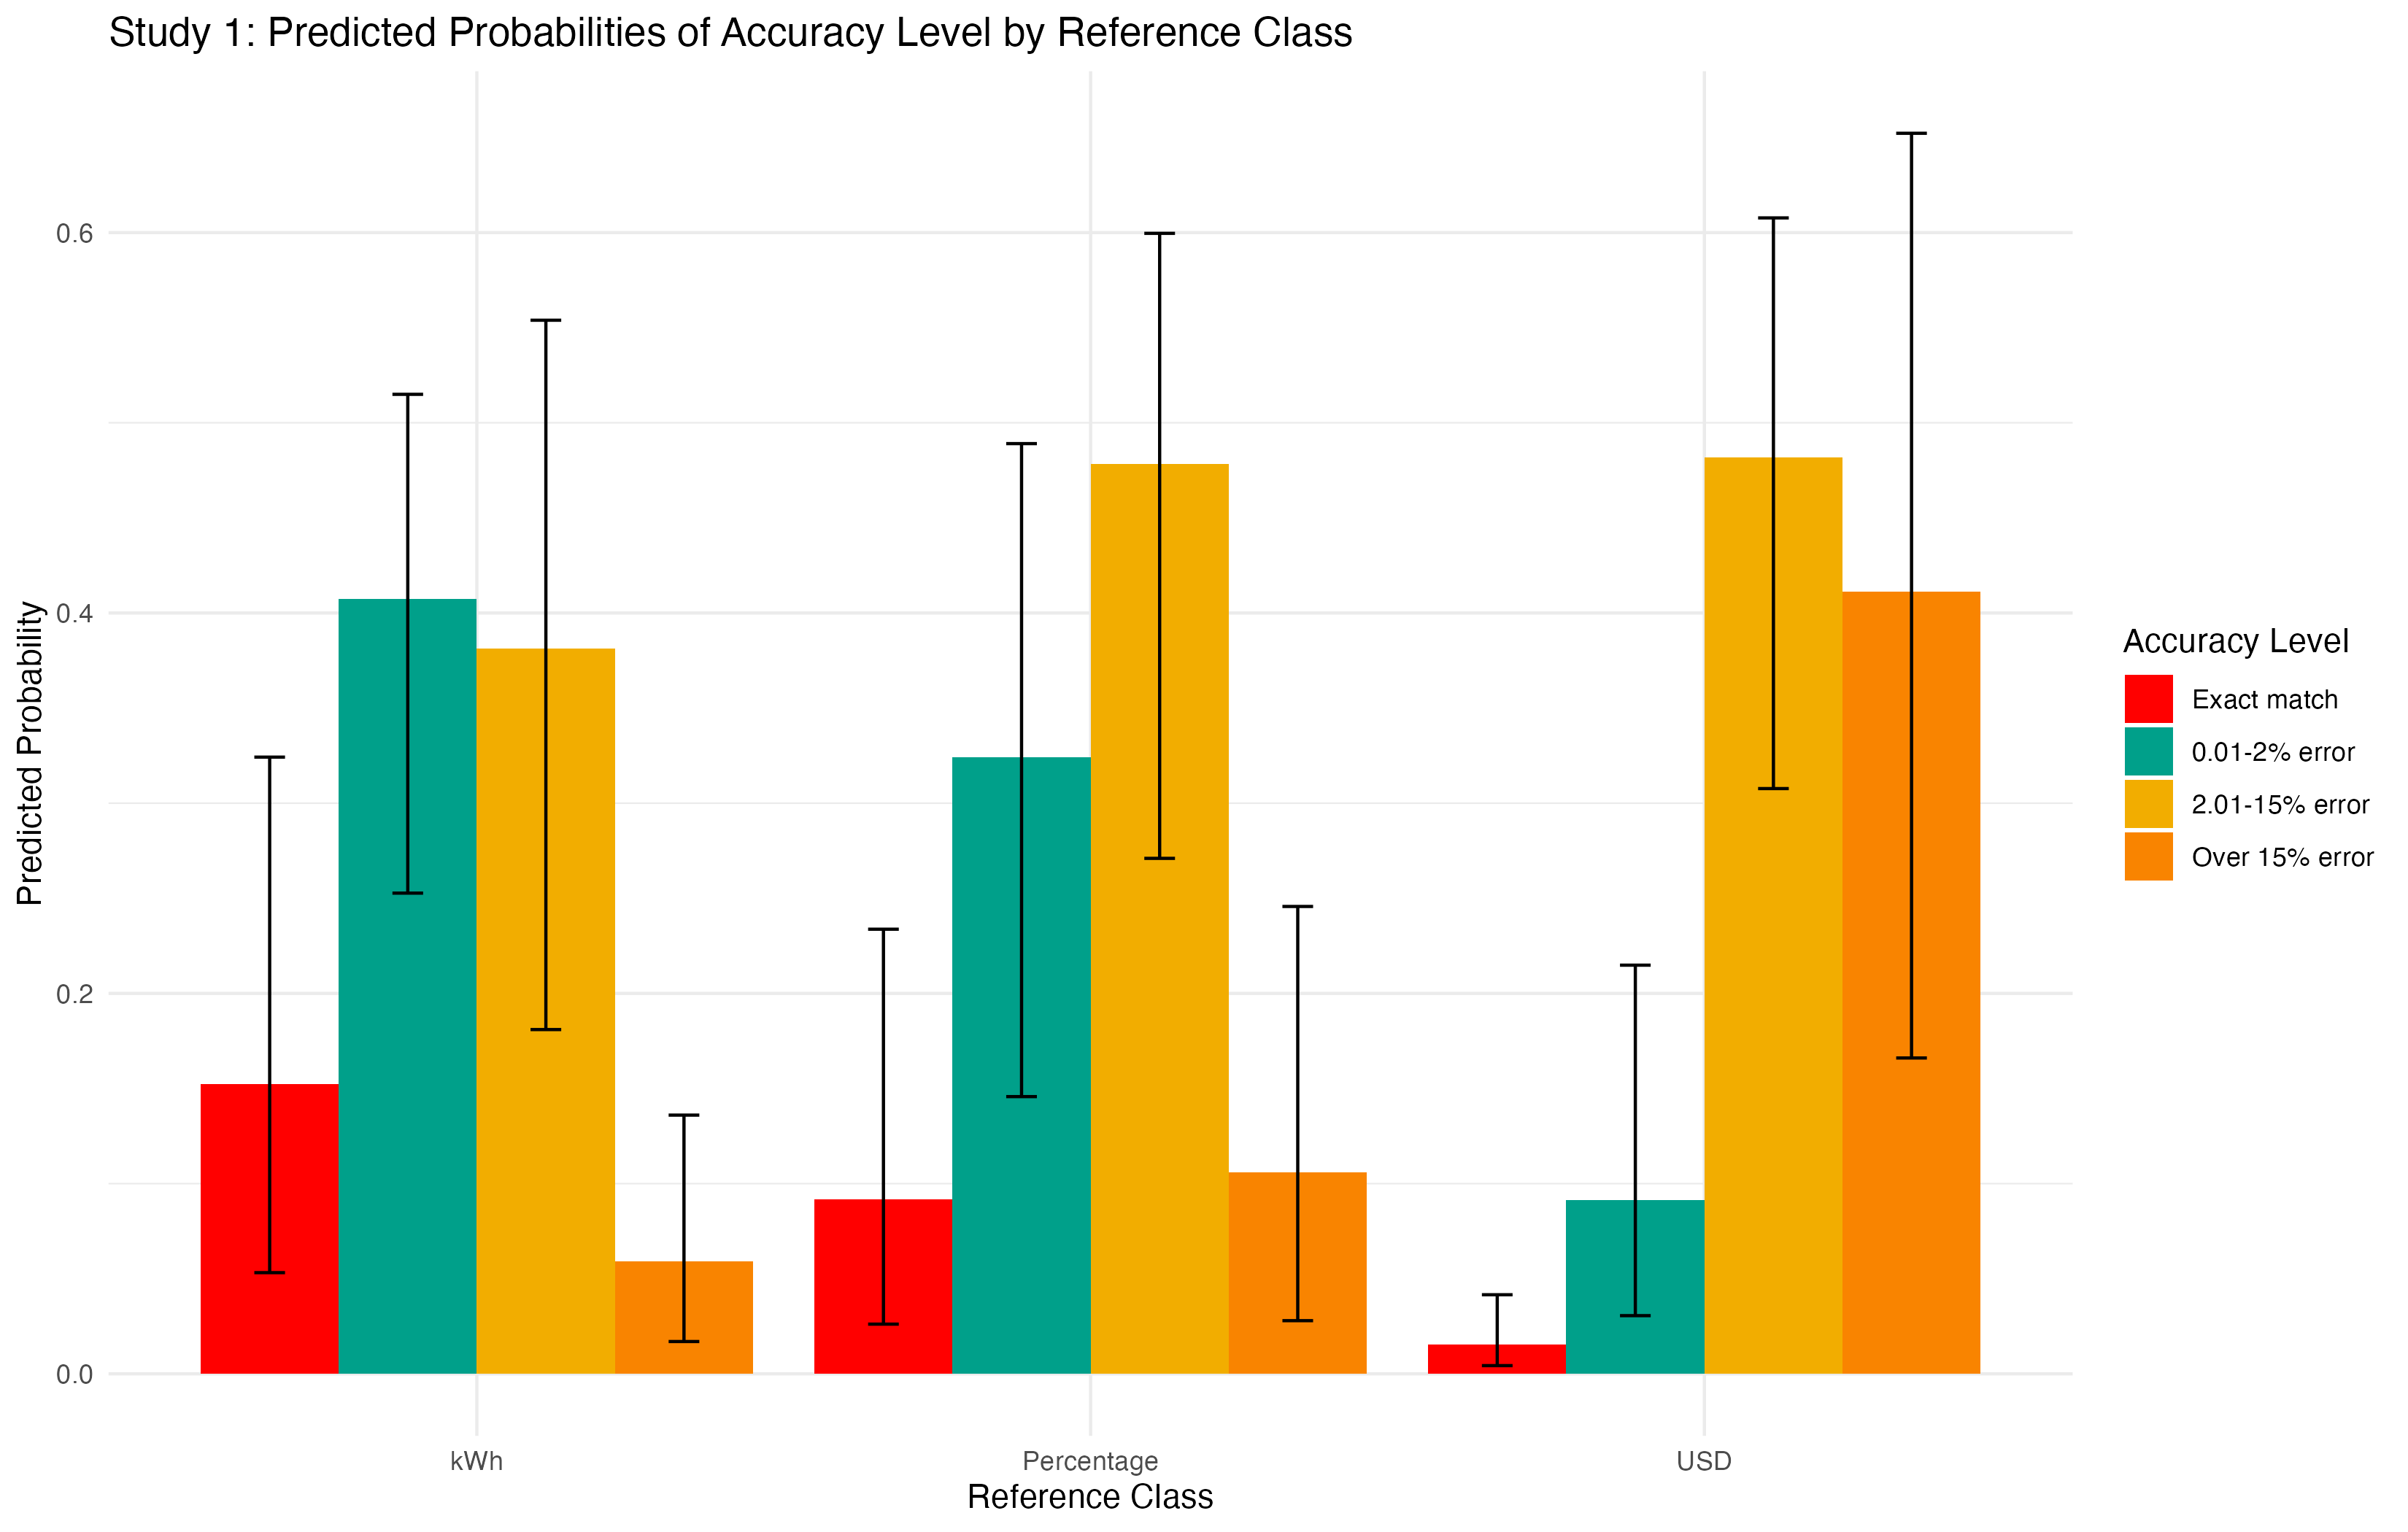 Study 1: Predicted Probabilities of Accuracy Level by Reference Class
Predicted Probability
0.6
0.4
0.2
0.0
kWh
Percentage
USD
Reference Class
Accuracy Level
Exact match
0.01-2% error
2.01-15% error
Over 15% error